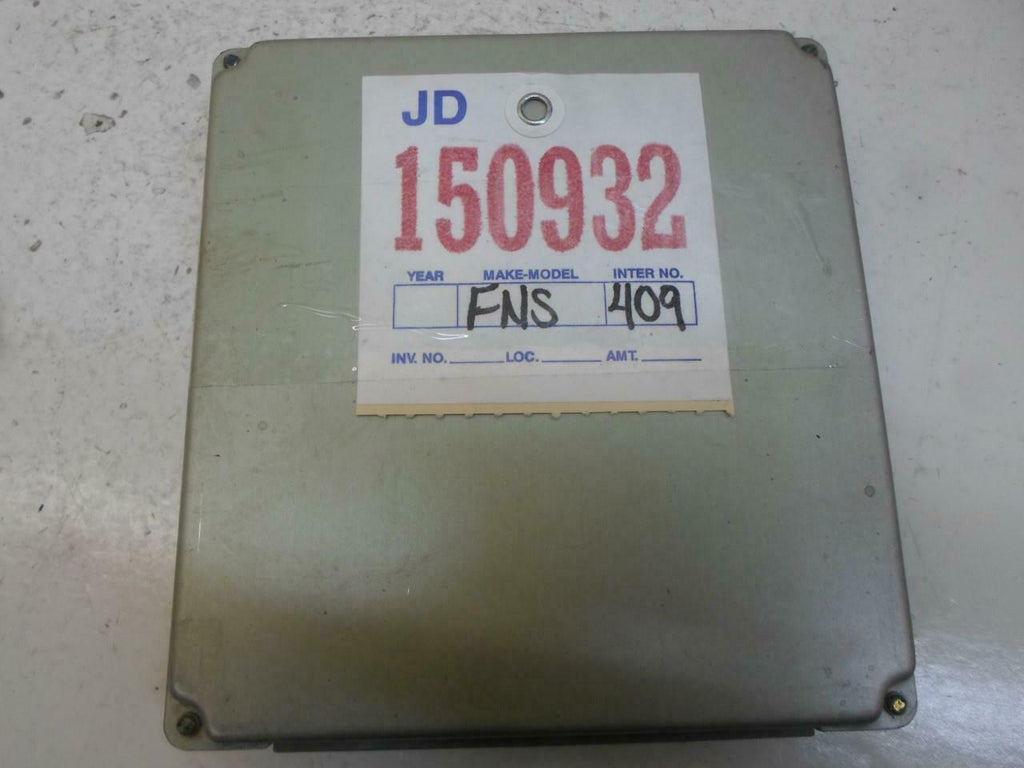 JD
150932
YEAR MAKE-MODEL INTER NO.
FNS 409
INV. NO. LOC. AMT.